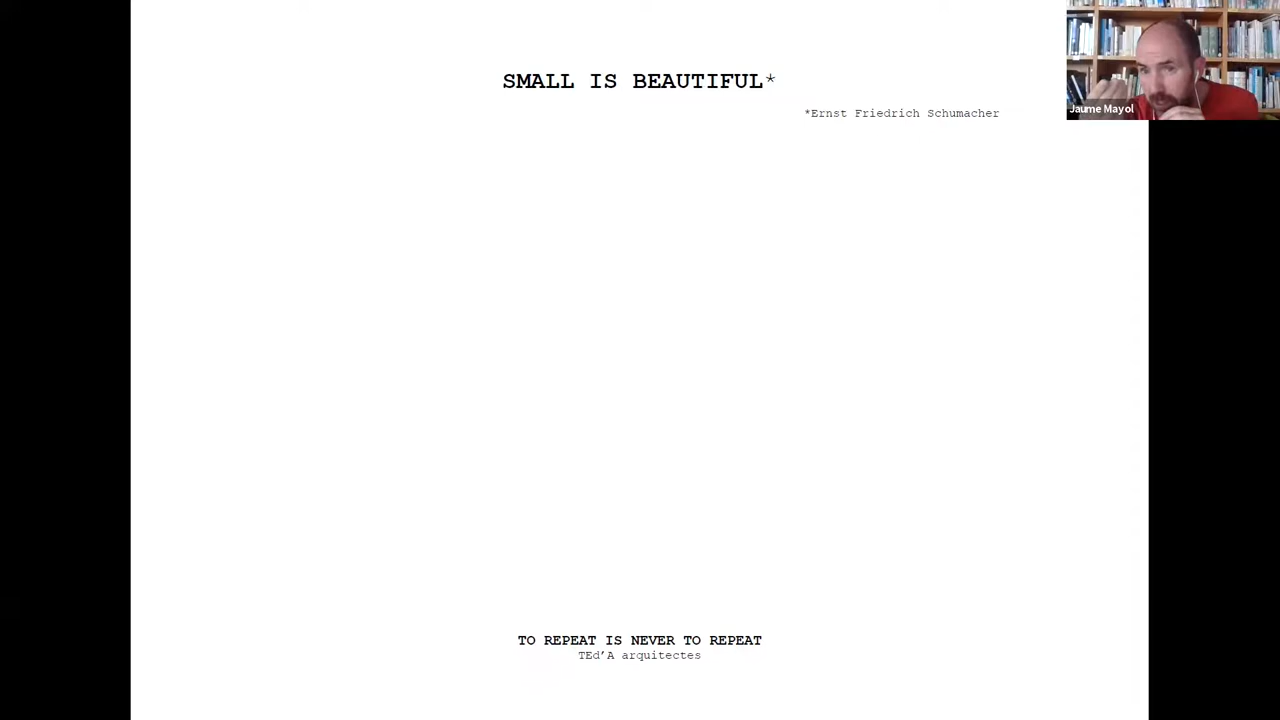 SMALL IS BEAUTIFUL*
*Ernst Friedrich Schumacher
Jaume Mayol
TO REPEAT IS NEVER TO REPEAT
TEd'A arquitectes